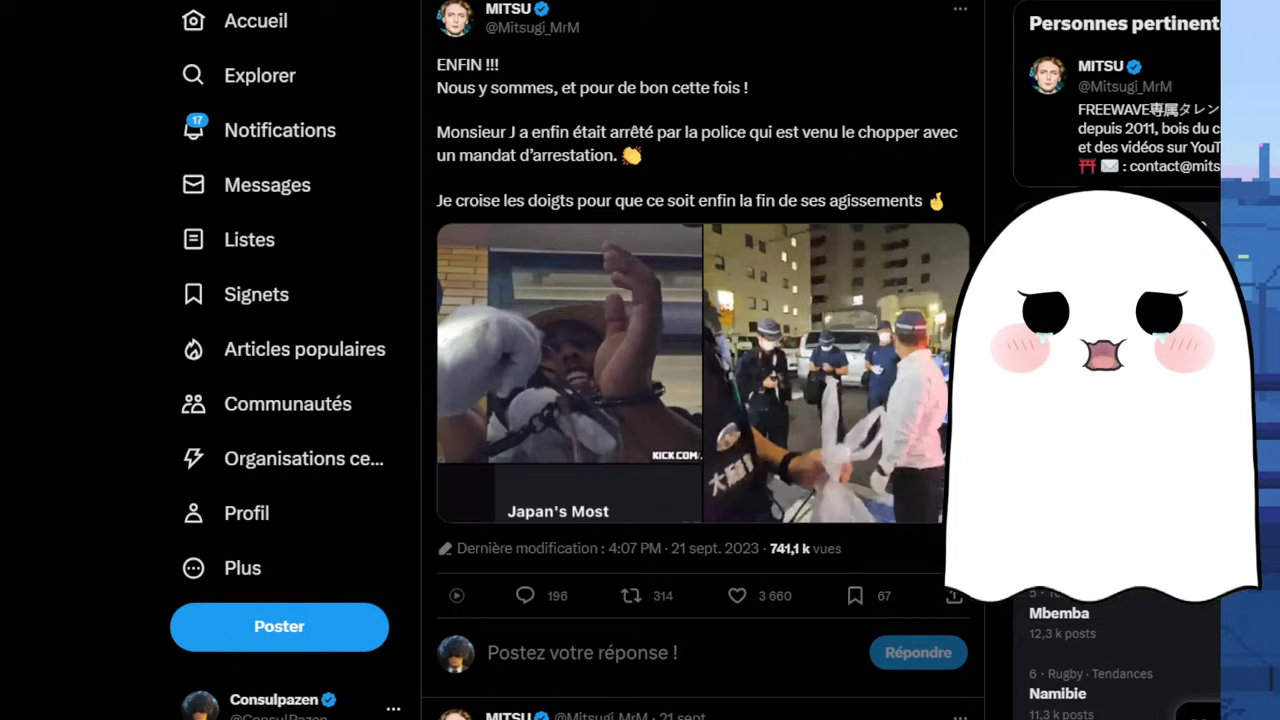 Accueil
Explorer
17
Notifications
Messages
Listes
Signets
Articles populaires
Communautés
Organisations ce...
Profil
Plus
Poster
Consulpazen
@ConsulPazen
MITSU
@Mitsugi_MrM
ENFIN !!!
Nous y sommes, et pour de bon cette fois !
Monsieur J a enfin était arrêté par la police qui est venu le chopper avec
un mandat d'arrestation. 👏
Je croise les doigts pour que ce soit enfin la fin de ses agissements 🤞
KICK.COM/
Japan's Most
Dernière modification : 4:07 PM · 21 sept. 2023 · 741,1 k vues
196
314
3 660
67
Postez votre réponse !
Répondre
MITSU @Mitsugi_MrM · 21 sept.
Personnes pertinent
MITSU
@Mitsugi_MrM
FREEWAVE専属タレン
depuis 2011, bois du c
et des vidéos sur YouT
⛩️ ✉️ : contact@mits
Mbemba
12,3 k posts
6 · Rugby · Tendances
Namibie
11,3 k posts